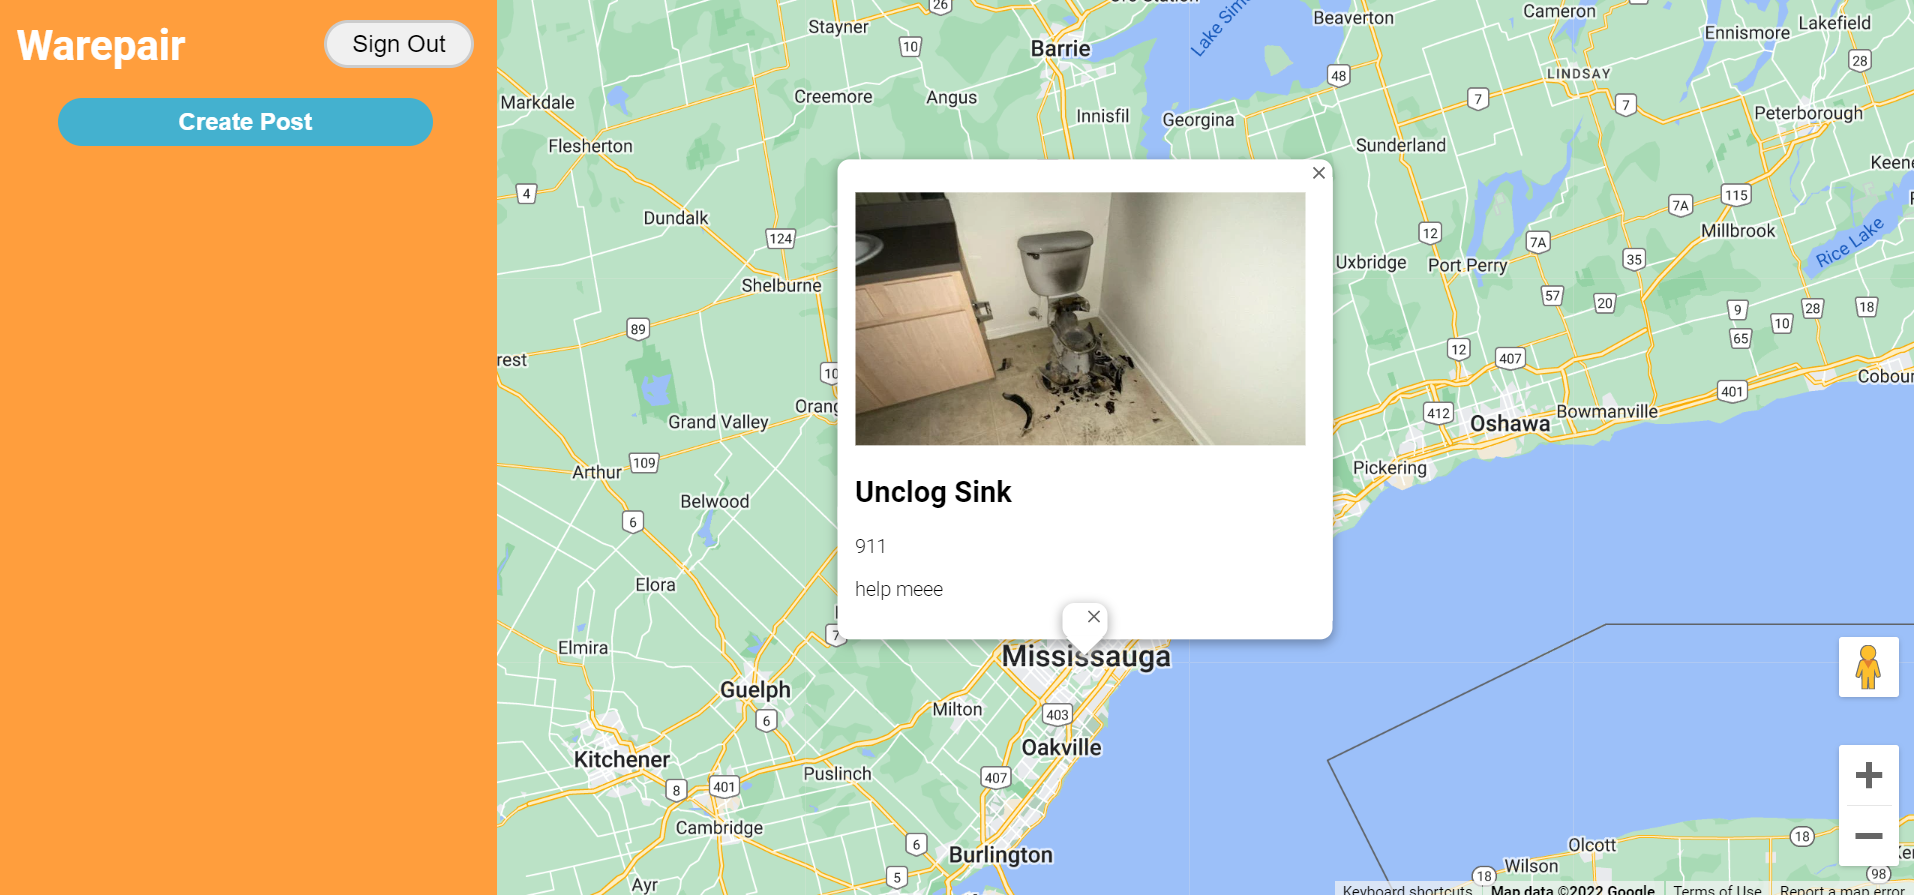 Warepair
Sign Out
Create Post
26
Stayner
10
Barrie
Lake Sim
Beaverton
Cameron
Ennismore
Lakefield
28
48
LINDSAY
Markdale
Creemore
Angus
Innisfil
Georgina
7
7
Peterborough
Flesherton
Sunderland
Keene
4
7A
115
Dundalk
124
12
7A
Millbrook
Rice Lake
Uxbridge
Port Perry
35
Shelburne
57
20
9
28
18
10
65
89
12
407
rest
10
401
Cobour
Orang
412
Bowmanville
Oshawa
Grand Valley
Arthur
109
Pickering
Belwood
6
Unclog Sink
911
help meee
Elora
7
Elmira
Mississauga
Guelph
6
Milton
403
Oakville
Kitchener
Puslinch
407
8
401
Cambridge
6
Burlington
5
Ayr
Olcott
18
Wilson
18
98
Keyboard shortcuts
Map data ©2022 Google
Terms of Use
Report a map error